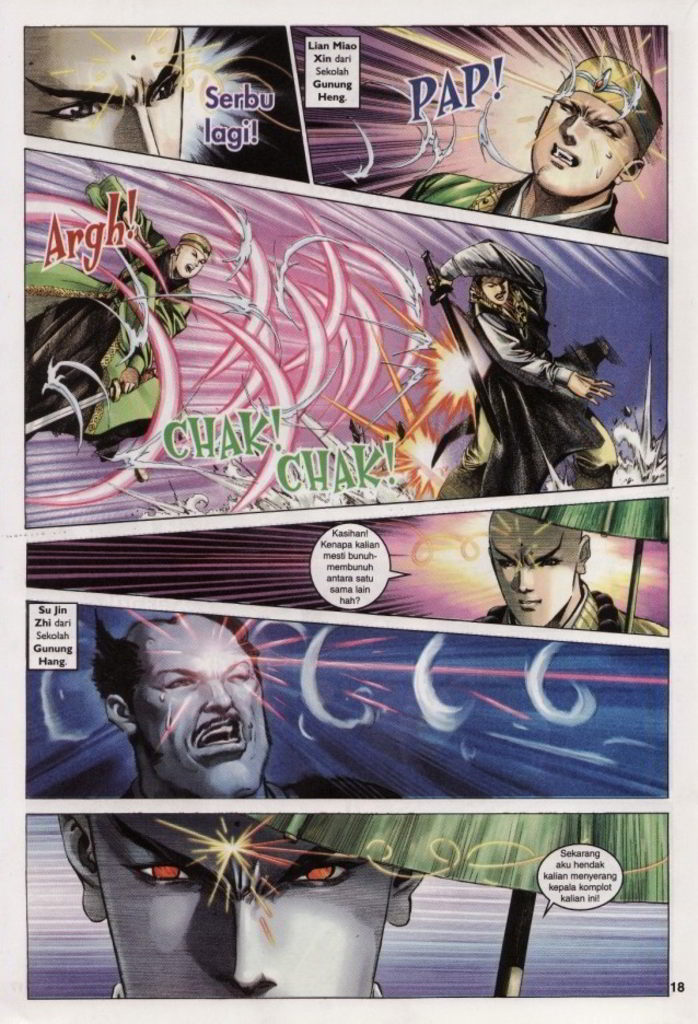 Serbu
lagi!
Lian Miao
Xin dari
Sekolah
Gunung
Heng.
PAP!
Argh!
CHAK!
CHAK!
Kasihan!
Kenapa kalian
mesti bunuh-
membunuh
antara satu
sama lain
hah?
Su Jin
Zhi dari
Sekolah
Gunung
Hang.
Sekarang
aku hendak
kalian menyerang
kepala komplot
kalian ini!
18